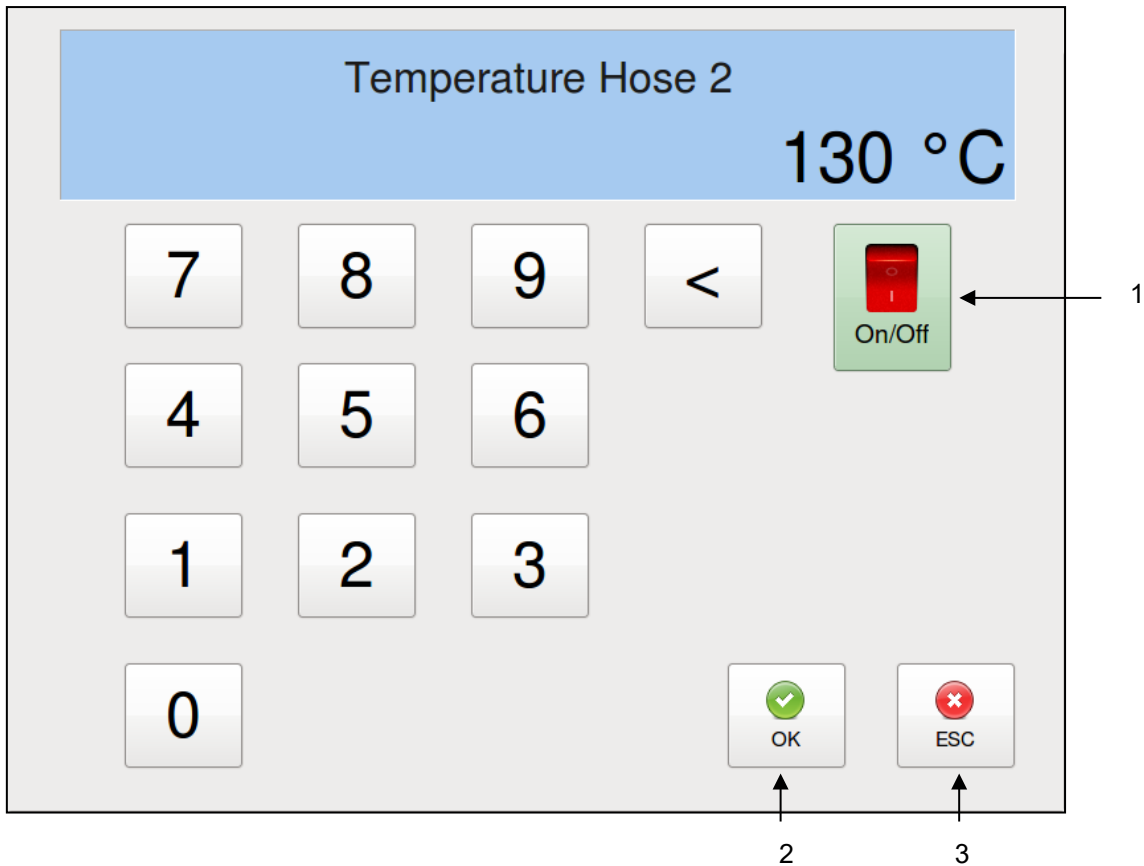 Temperature Hose 2
130 °C
7 8 9 <
O
I
On/Off
1
4 5 6
1 2 3
0
OK ESC
2 3